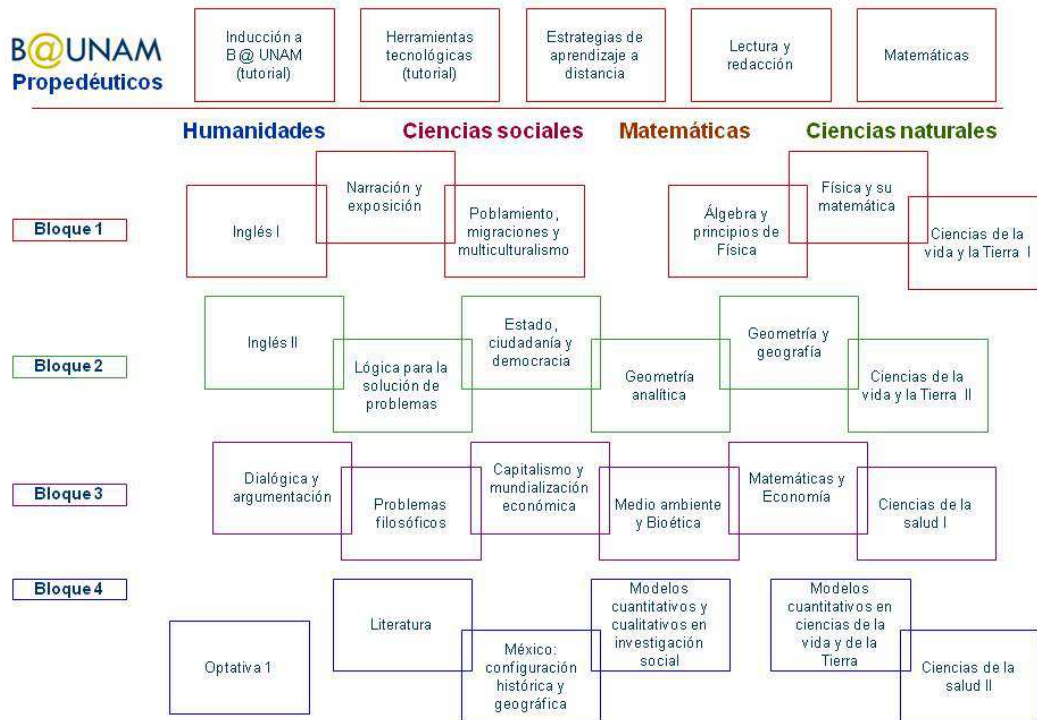 B@UNAM
Propedéuticos
Inducción a
B@ UNAM
(tutorial)
Herramientas
tecnológicas
(tutorial)
Estrategias de
aprendizaje a
distancia
Lectura y
redacción
Matemáticas
Humanidades
Ciencias sociales
Matemáticas
Ciencias naturales
Bloque 1
Inglés I
Narración y
exposición
Poblamiento,
migraciones y
multiculturalismo
Álgebra y
principios de
Física
Física y su
matemática
Ciencias de la
vida y la Tierra I
Bloque 2
Inglés II
Lógica para la
solución de
problemas
Estado,
ciudadanía y
democracia
Geometría
analítica
Geometría y
geografía
Ciencias de la
vida y la Tierra II
Bloque 3
Dialógica y
argumentación
Problemas
filosóficos
Capitalismo y
mundialización
económica
Medio ambiente
y Bioética
Matemáticas y
Economía
Ciencias de la
salud I
Bloque 4
Optativa 1
Literatura
México:
configuración
histórica y
geográfica
Modelos
cuantitativos y
cualitativos en
investigación
social
Modelos
cuantitativos en
ciencias de la
vida y de la
Tierra
Ciencias de la
salud II